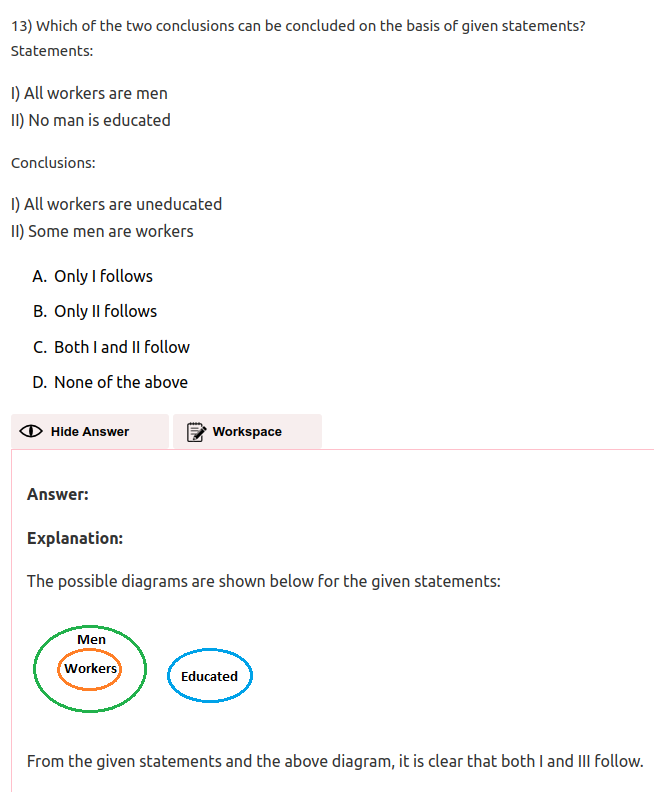 13) Which of the two conclusions can be concluded on the basis of given statements?
Statements:
I) All workers are men
II) No man is educated
Conclusions:
I) All workers are uneducated
II) Some men are workers
A. Only I follows
B. Only II follows
C. Both I and II follow
D. None of the above
Hide Answer
Workspace
Answer:
Explanation:
The possible diagrams are shown below for the given statements:
Men
Workers
Educated
From the given statements and the above diagram, it is clear that both I and III follow.